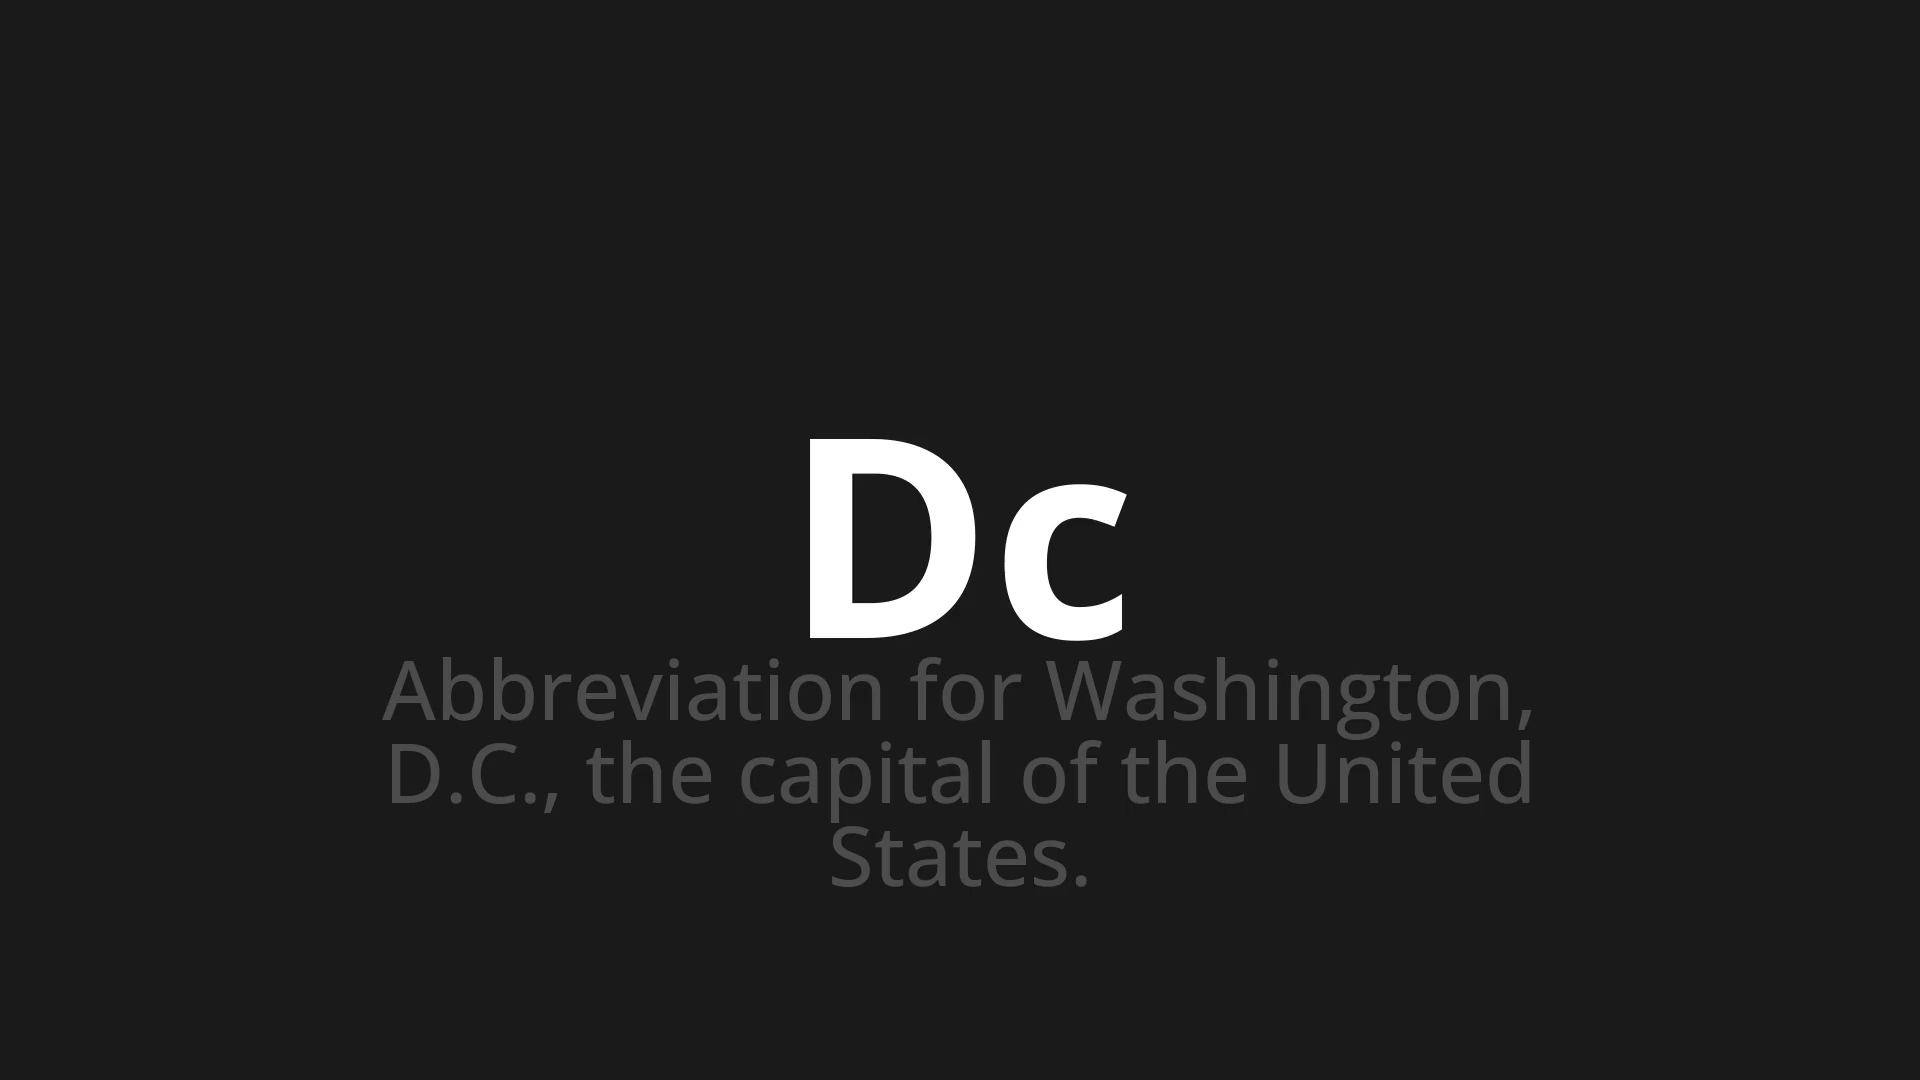 Dc
Abbreviation for Washington,
D.C., the capital of the United
States.